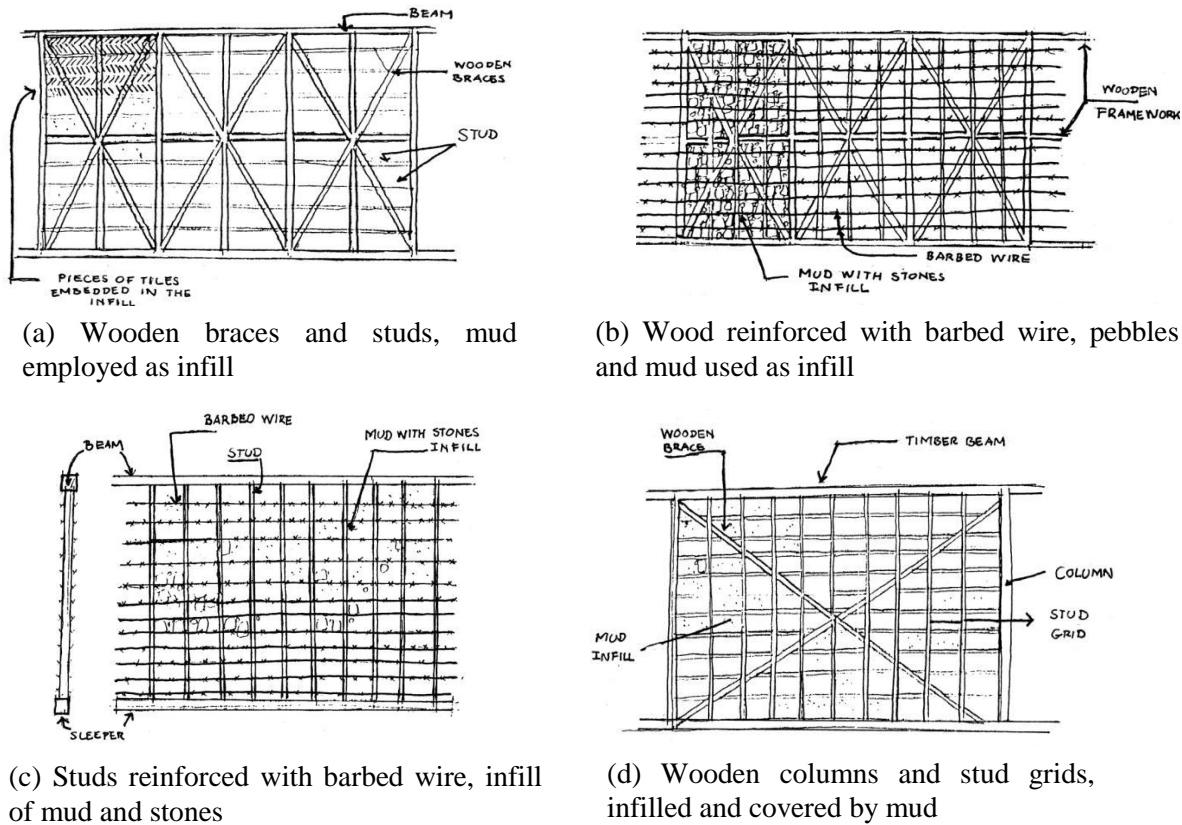 BEAM
WOODEN
BRACES
STUD
PIECES OF TILES
EMBEDDED IN THE
INFILL
(a) Wooden braces and studs, mud
employed as infill
WOODEN
FRAMEWORK
BARBED WIRE
MUD WITH STONES
INFILL
(b) Wood reinforced with barbed wire, pebbles
and mud used as infill
BARBED WIRE
BEAM
STUD
MUD WITH STONES
INFILL
SLEEPER
(c) Studs reinforced with barbed wire, infill
of mud and stones
WOODEN
BRACE
TIMBER BEAM
COLUMN
STUD
GRID
MUD
INFILL
(d) Wooden columns and stud grids,
infilled and covered by mud